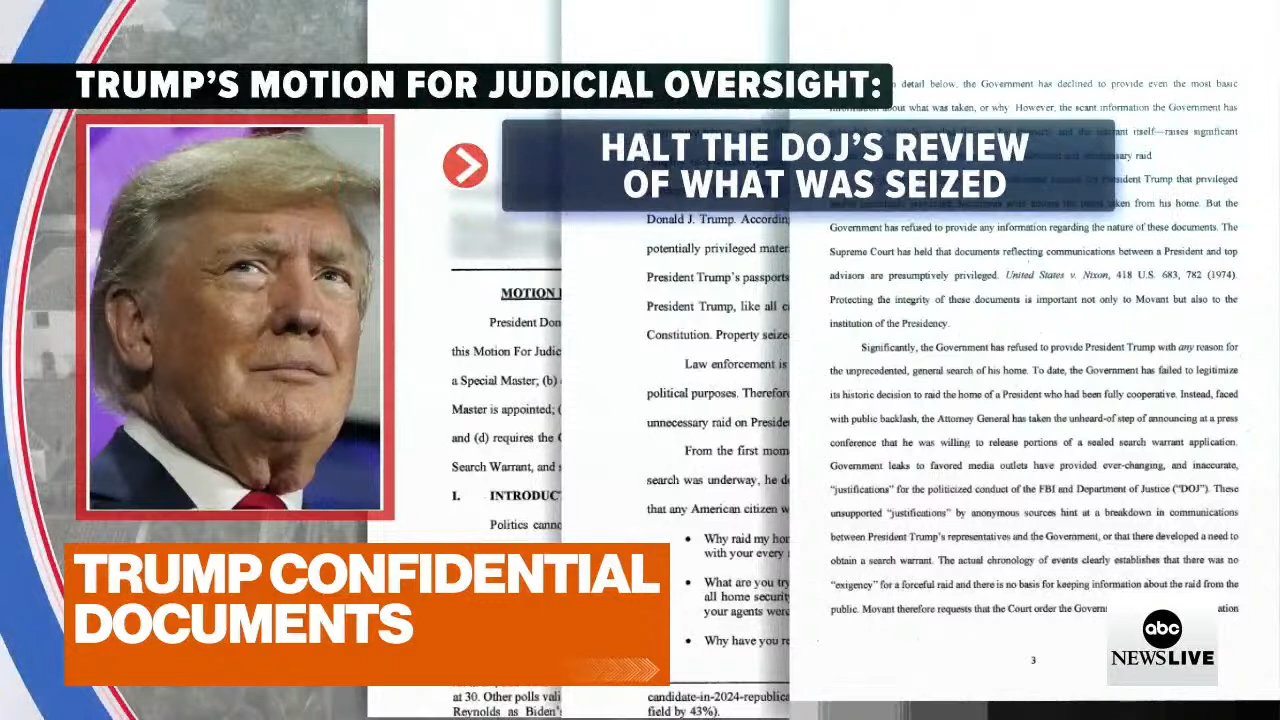 TRUMP'S MOTION FOR JUDICIAL OVERSIGHT:
HALT THE DOJ'S REVIEW
OF WHAT WAS SEIZED
MOTION
President Don
this Motion For Judic
a Special Master; (b)
Master is appointed; (
and (d) requires the
Search Warrant, and
I. INTRODUC
Politics canno
at 30. Other polls vali
Reynolds as Biden's
Donald J. Trump. Accordin
potentially privileged mater
President Trump's passports
President Trump, like all c
Constitution. Property seize
Law enforcement is
political purposes. Therefor
unnecessary raid on Preside
From the first mom
search was underway, he de
that any American citizen w
• Why raid my hor
with your every
• What are you try
all home securit
your agents were
• Why have you re
candidate-in-2024-republica
field by 43%).
detail below, the Government has declined to provide even the most basic
out what was taken, or why. However, the scant information the Government has
rant itself—raises significant
ary raid
resident Trump that privileged
ken from his home. But the
Government has refused to provide any information regarding the nature of these documents. The
Supreme Court has held that documents reflecting communications between a President and top
advisors are presumptively privileged. United States v. Nixon, 418 U.S. 683, 782 (1974).
Protecting the integrity of these documents is important not only to Movant but also to the
institution of the Presidency.
Significantly, the Government has refused to provide President Trump with any reason for
the unprecedented, general search of his home. To date, the Government has failed to legitimize
its historic decision to raid the home of a President who had been fully cooperative. Instead, faced
with public backlash, the Attorney General has taken the unheard-of step of announcing at a press
conference that he was willing to release portions of a sealed search warrant application.
Government leaks to favored media outlets have provided ever-changing, and inaccurate,
"justifications" for the politicized conduct of the FBI and Department of Justice ("DOJ"). These
unsupported "justifications" by anonymous sources hint at a breakdown in communications
between President Trump's representatives and the Government, or that there developed a need to
obtain a search warrant. The actual chronology of events clearly establishes that there was no
"exigency" for a forceful raid and there is no basis for keeping information about the raid from the
public. Movant therefore requests that the Court order the Governm ation
3
TRUMP CONFIDENTIAL
DOCUMENTS
abc
NEWS LIVE